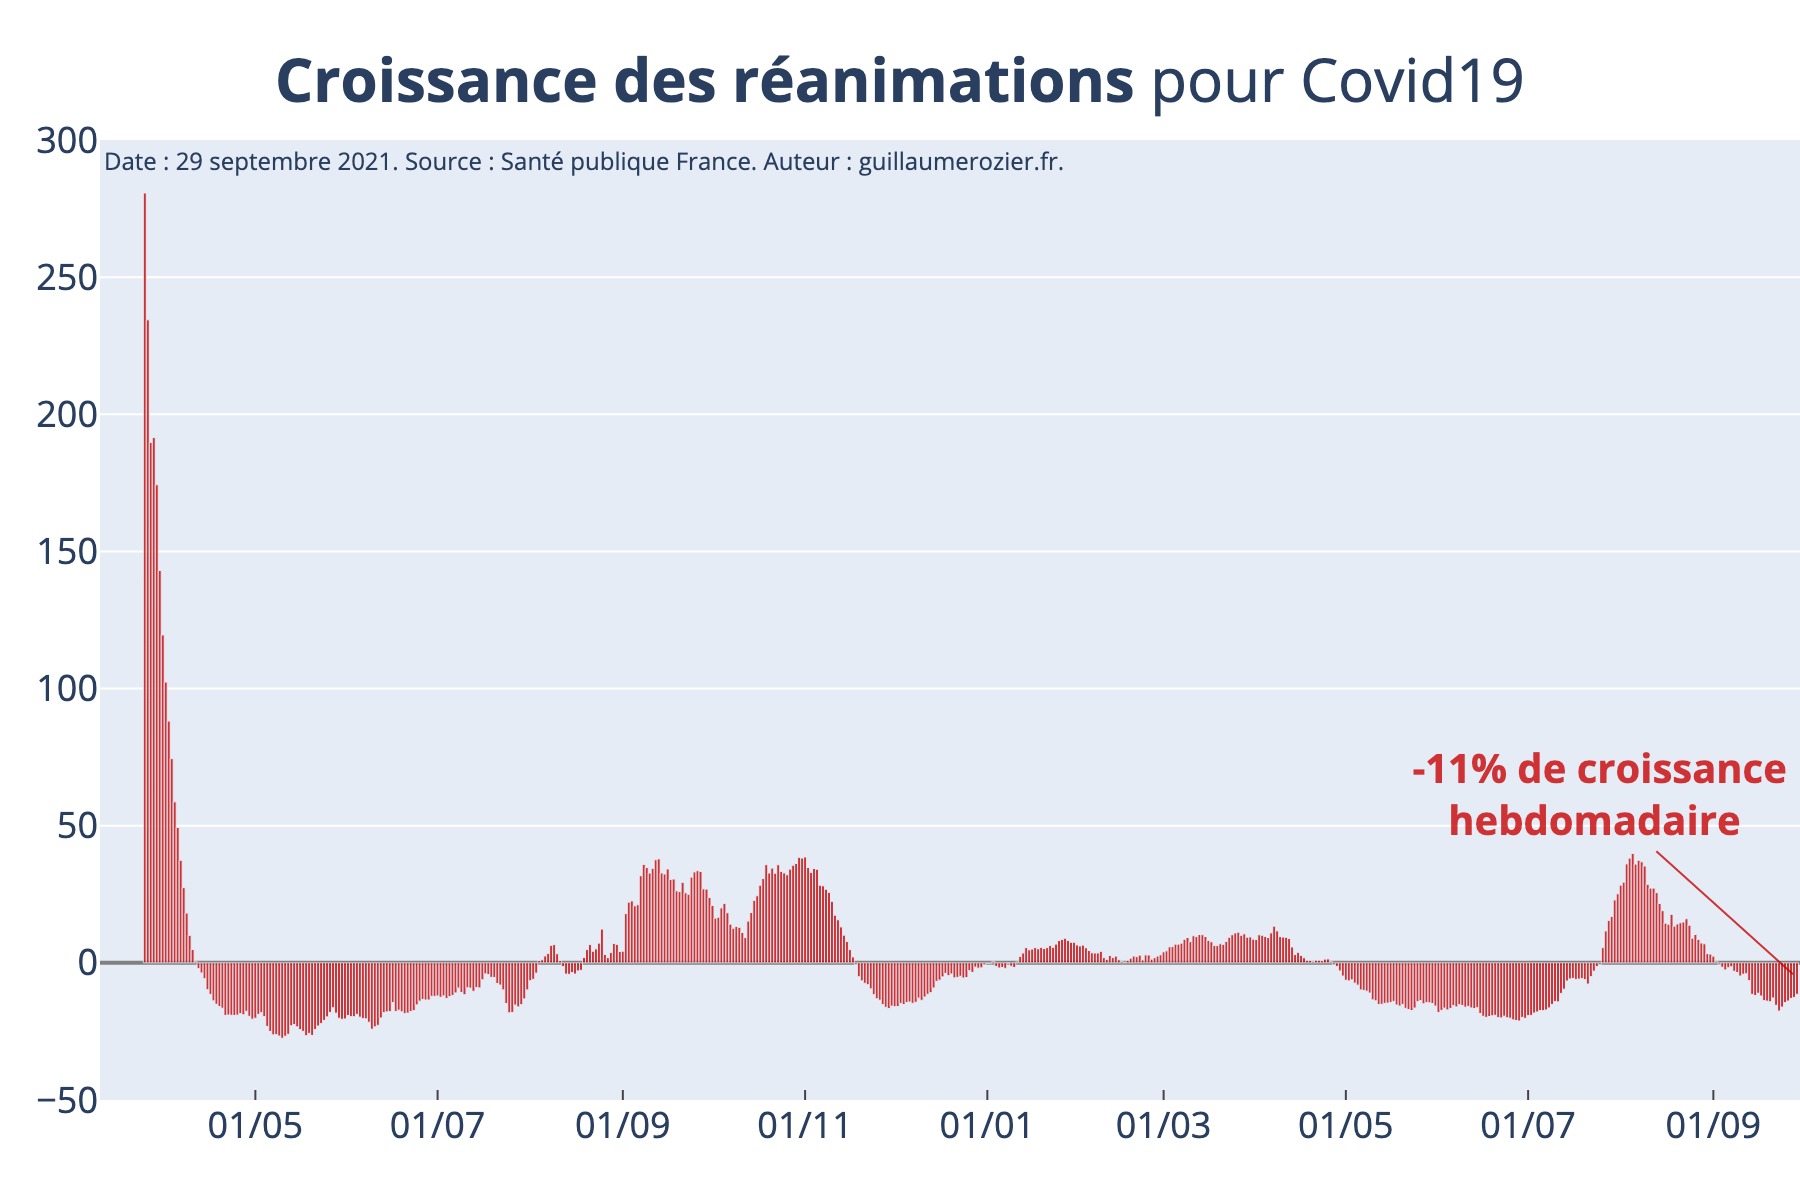 Croissance des réanimations pour Covid19
Date : 29 septembre 2021. Source : Santé publique France. Auteur : guillaumerozier.fr.
300
250
200
150
100
50
0
−50
-11% de croissance
hebdomadaire
01/05 01/07 01/09 01/11 01/01 01/03 01/05 01/07 01/09